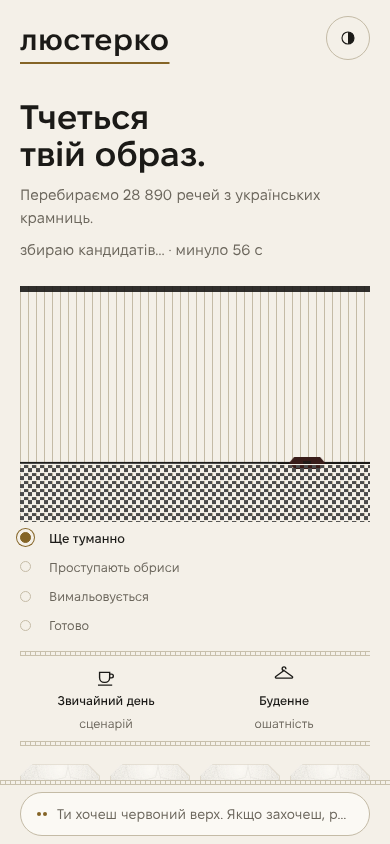 люстерко
Тчеться
твій образ.
Перебираємо 28 890 речей з українських
крамниць.
збираю кандидатів… · минуло 56 с
Ще туманно
Проступають обриси
Вимальовується
Готово
Звичайний день
Буденне
сценарій
ошатність
Ти хочеш червоний верх. Якщо захочеш, р…